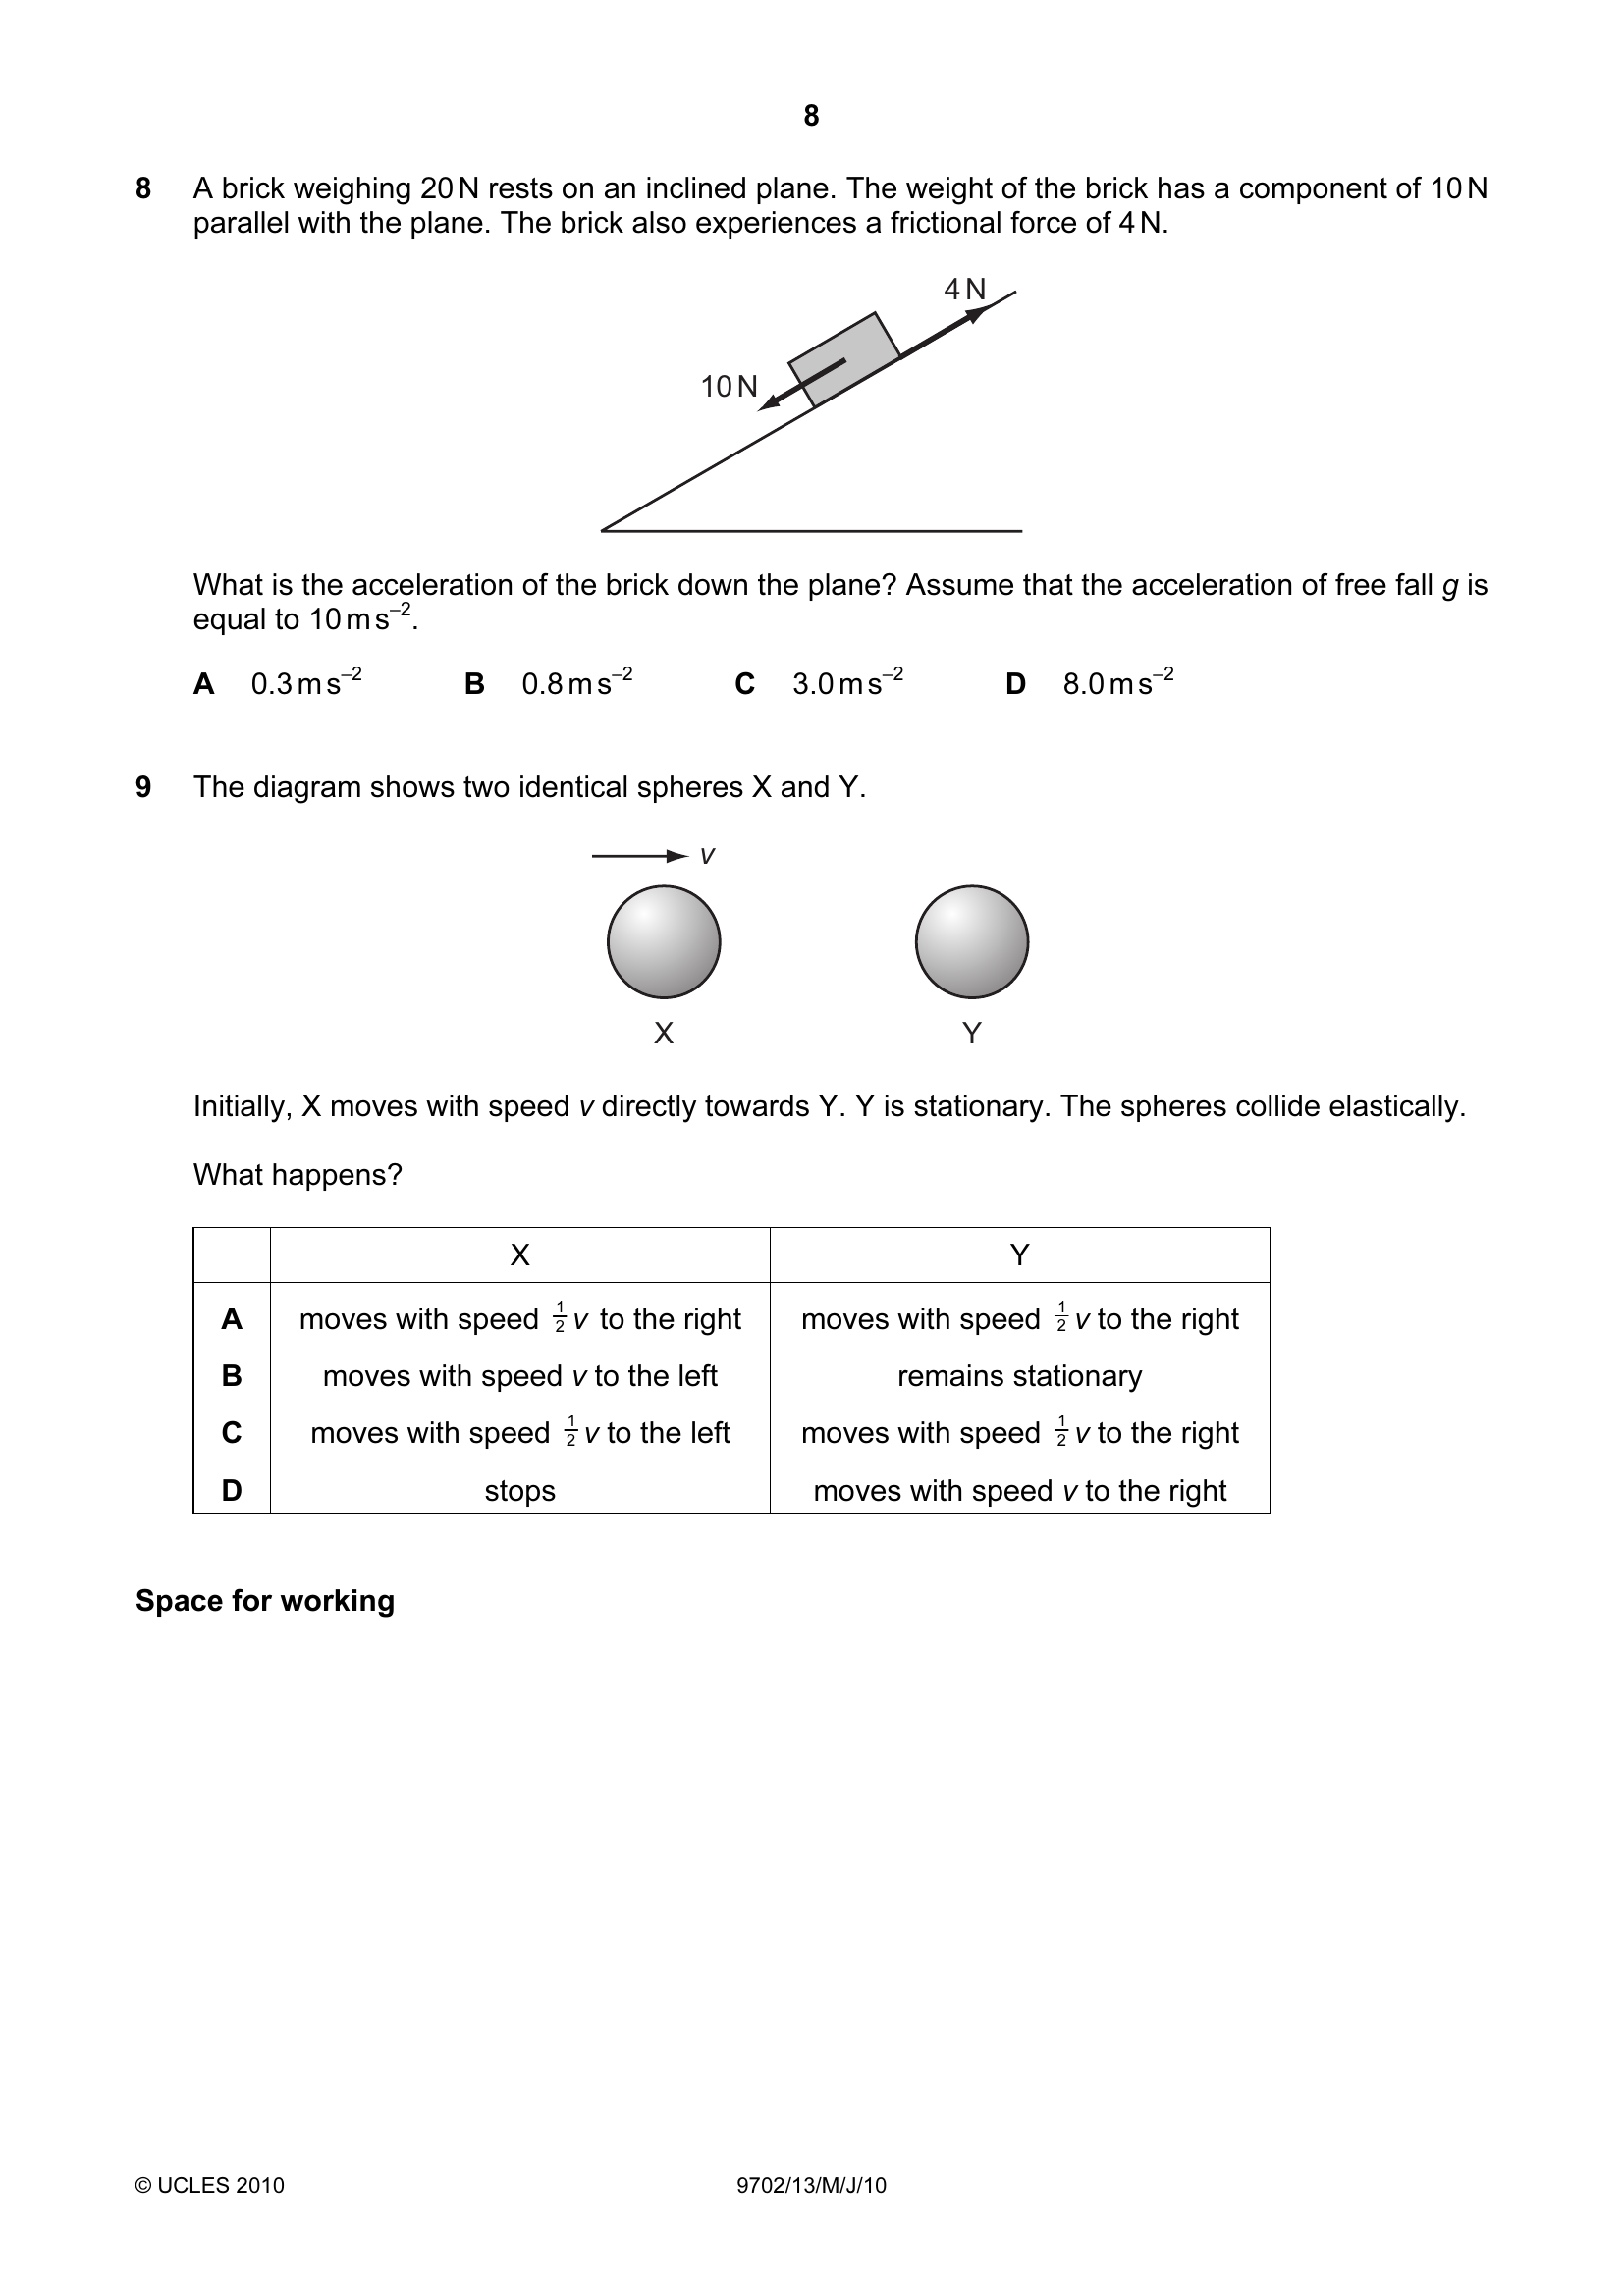 8
8 A brick weighing 20 N rests on an inclined plane. The weight of the brick has a component of 10 N
parallel with the plane. The brick also experiences a frictional force of 4 N.
4 N
10 N
What is the acceleration of the brick down the plane? Assume that the acceleration of free fall g is
equal to 10 m s⁻².
A 0.3 m s⁻² B 0.8 m s⁻² C 3.0 m s⁻² D 8.0 m s⁻²
9 The diagram shows two identical spheres X and Y.
v
X Y
Initially, X moves with speed v directly towards Y. Y is stationary. The spheres collide elastically.
What happens?
X Y
A moves with speed ½ v to the right moves with speed ½ v to the right
B moves with speed v to the left remains stationary
C moves with speed ½ v to the left moves with speed ½ v to the right
D stops moves with speed v to the right
Space for working
© UCLES 2010 9702/13/M/J/10